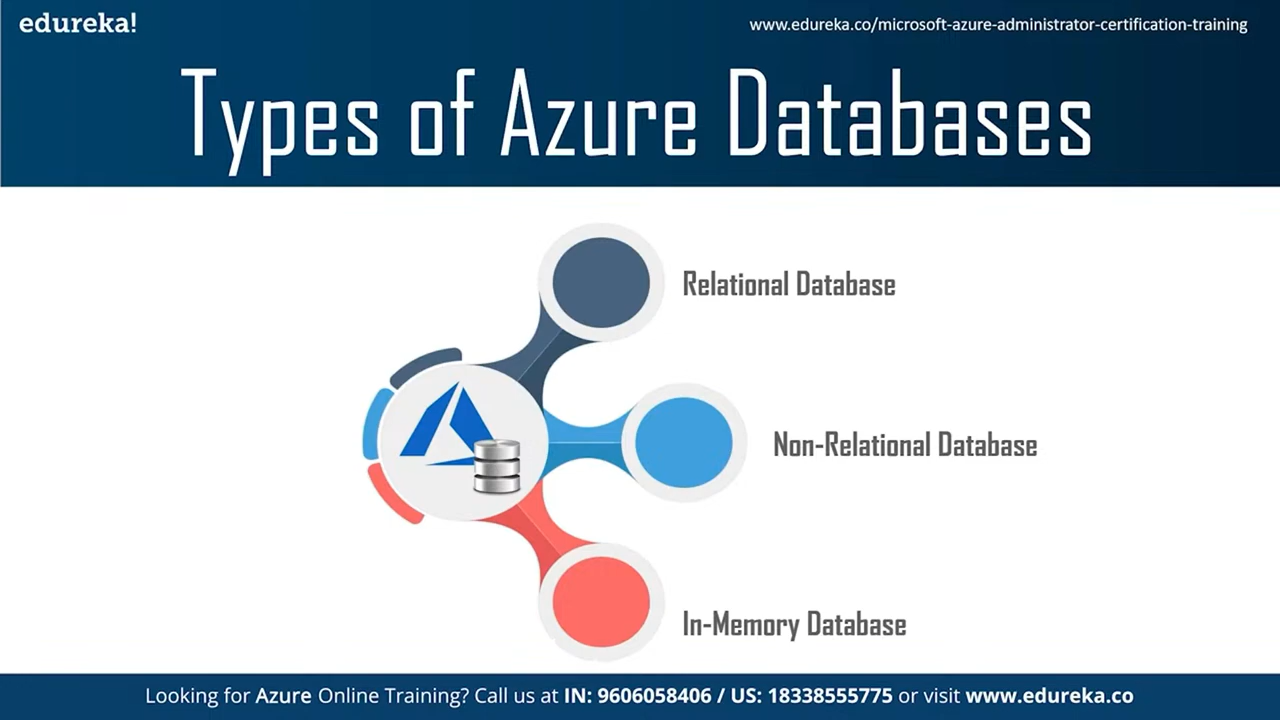 edureka!
www.edureka.co/microsoft-azure-administrator-certification-training
Types of Azure Databases
Relational Database
Non-Relational Database
In-Memory Database
Looking for Azure Online Training? Call us at IN: 9606058406 / US: 18338555775 or visit www.edureka.co